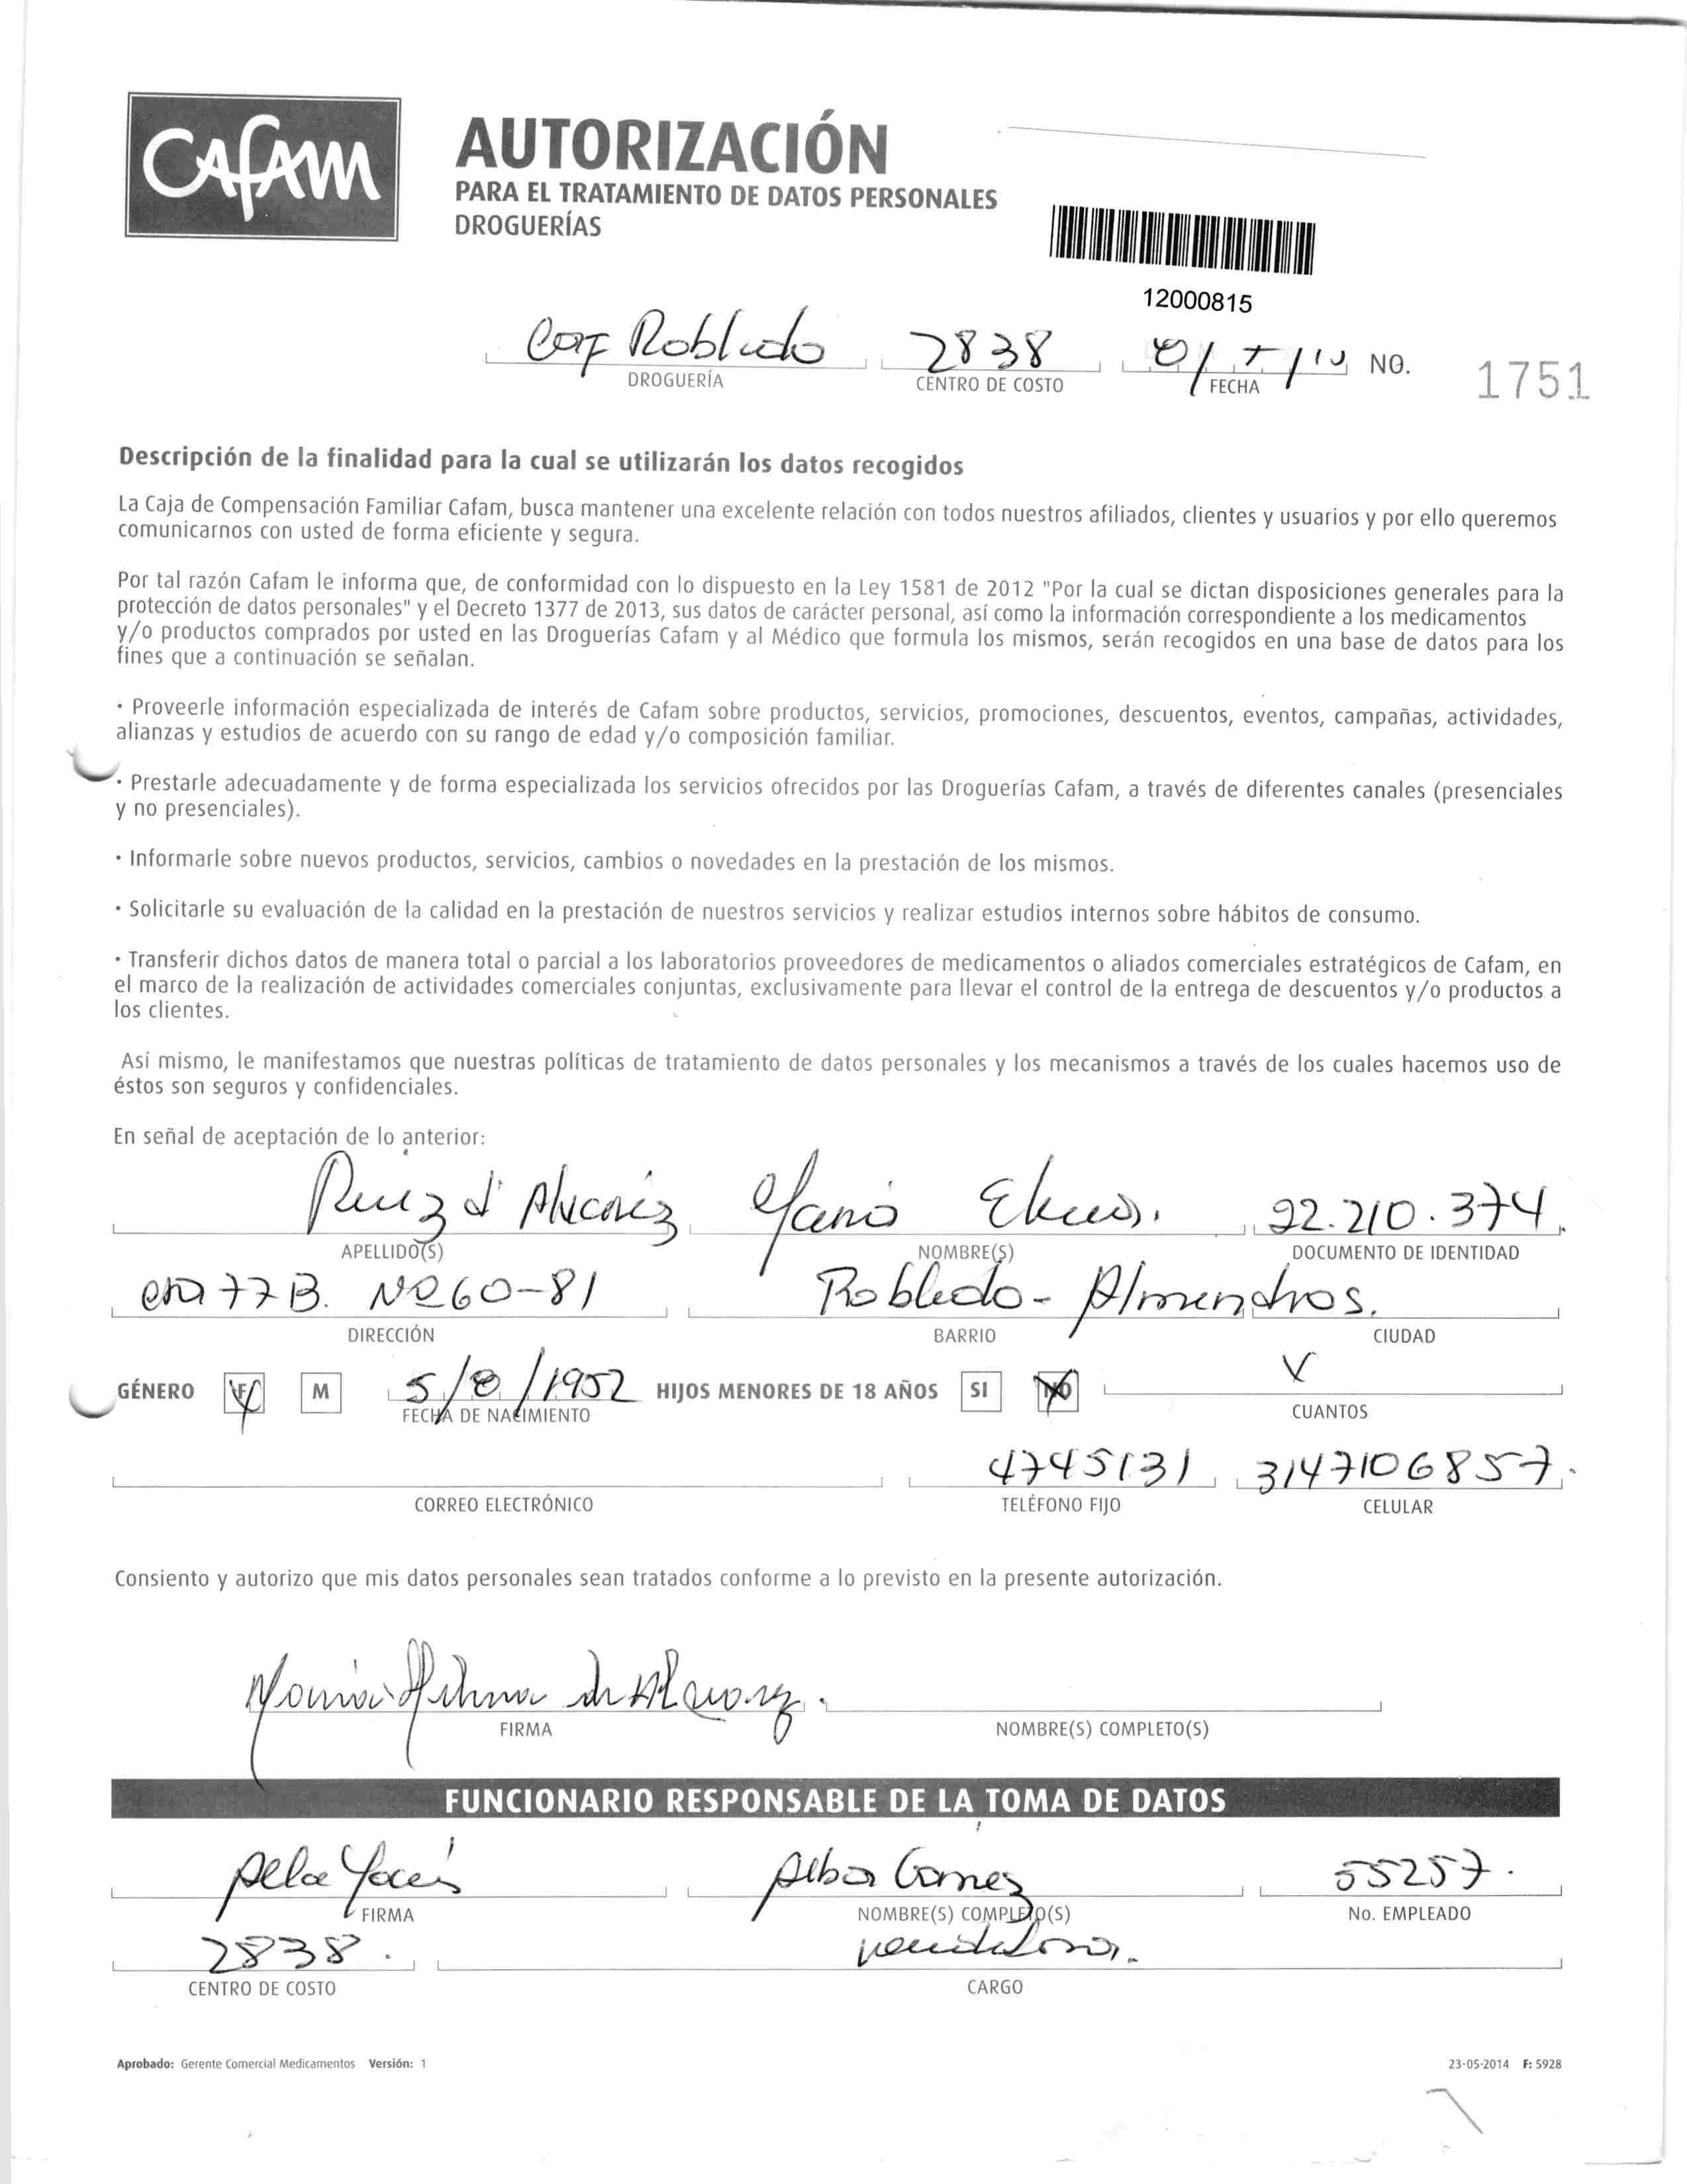 CAFAM
AUTORIZACIÓN
PARA EL TRATAMIENTO DE DATOS PERSONALES
DROGUERÍAS
12000815
Robledo 2838
DROGUERÍA CENTRO DE COSTO FECHA NO. 1751
Descripción de la finalidad para la cual se utilizarán los datos recogidos
La Caja de Compensación Familiar Cafam, busca mantener una excelente relación con todos nuestros afiliados, clientes y usuarios y por ello queremos
comunicarnos con usted de forma eficiente y segura.
Por tal razón Cafam le informa que, de conformidad con lo dispuesto en la Ley 1581 de 2012 "Por la cual se dictan disposiciones generales para la
protección de datos personales" y el Decreto 1377 de 2013, sus datos de carácter personal, así como la información correspondiente a los medicamentos
y/o productos comprados por usted en las Droguerías Cafam y al Médico que formula los mismos, serán recogidos en una base de datos para los
fines que a continuación se señalan.
· Proveerle información especializada de interés de Cafam sobre productos, servicios, promociones, descuentos, eventos, campañas, actividades,
alianzas y estudios de acuerdo con su rango de edad y/o composición familiar.
· Prestarle adecuadamente y de forma especializada los servicios ofrecidos por las Droguerías Cafam, a través de diferentes canales (presenciales
y no presenciales).
· Informarle sobre nuevos productos, servicios, cambios o novedades en la prestación de los mismos.
· Solicitarle su evaluación de la calidad en la prestación de nuestros servicios y realizar estudios internos sobre hábitos de consumo.
· Transferir dichos datos de manera total o parcial a los laboratorios proveedores de medicamentos o aliados comerciales estratégicos de Cafam, en
el marco de la realización de actividades comerciales conjuntas, exclusivamente para llevar el control de la entrega de descuentos y/o productos a
los clientes.
Así mismo, le manifestamos que nuestras políticas de tratamiento de datos personales y los mecanismos a través de los cuales hacemos uso de
éstos son seguros y confidenciales.
En señal de aceptación de lo anterior:
Ruiz d' Alvarez 22.210.374
APELLIDO(S) NOMBRE(S) DOCUMENTO DE IDENTIDAD
cra 77B. Nº 60-81 Robledo - Almendros.
DIRECCIÓN BARRIO CIUDAD
GÉNERO F M 5/8/1952 HIJOS MENORES DE 18 AÑOS SI NO
FECHA DE NACIMIENTO CUANTOS
4745131 3147106857.
CORREO ELECTRÓNICO TELÉFONO FIJO CELULAR
Consiento y autorizo que mis datos personales sean tratados conforme a lo previsto en la presente autorización.
de Alvarez.
FIRMA NOMBRE(S) COMPLETO(S)
FUNCIONARIO RESPONSABLE DE LA TOMA DE DATOS
Alba Gomez 55257.
FIRMA NOMBRE(S) COMPLETO(S) No. EMPLEADO
2838. vendedora.
CENTRO DE COSTO CARGO
Aprobado: Gerente Comercial Medicamentos Versión: 1 23-05-2014 F: 5928